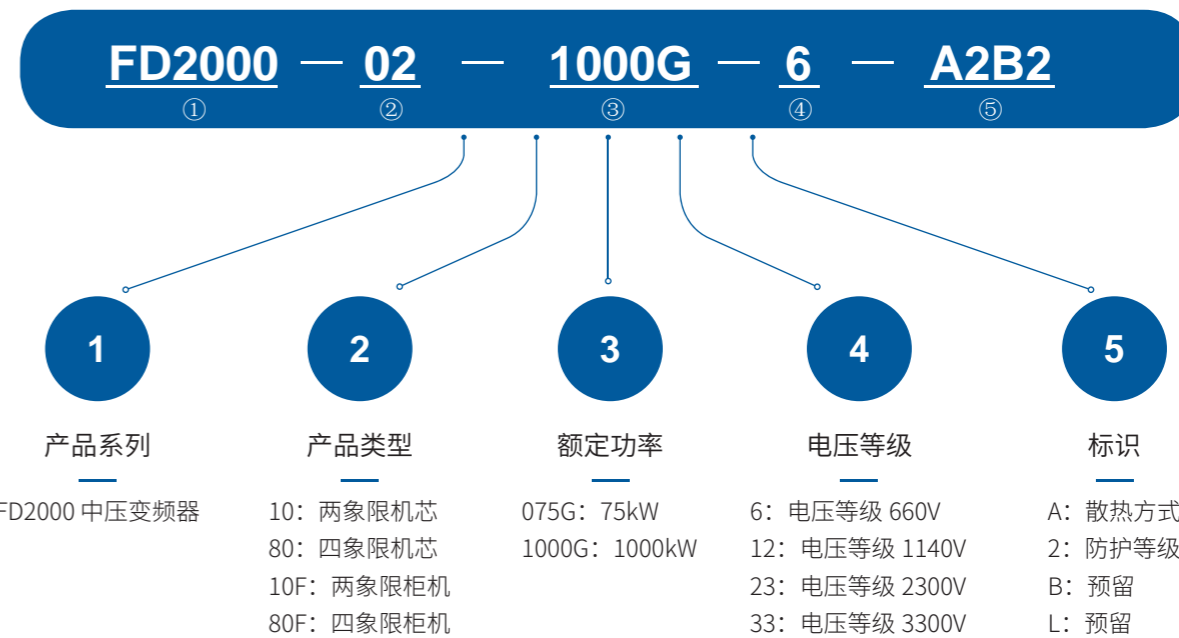 FD2000 — 02 — 1000G — 6 — A2B2
① ② ③ ④ ⑤
1 2 3 4 5
产品系列
FD2000 中压变频器
产品类型
10：两象限机芯
80：四象限机芯
10F：两象限柜机
80F：四象限柜机
额定功率
075G：75kW
1000G：1000kW
电压等级
6：电压等级 660V
12：电压等级 1140V
23：电压等级 2300V
33：电压等级 3300V
标识
A：散热方式
2：防护等级
B：预留
L：预留